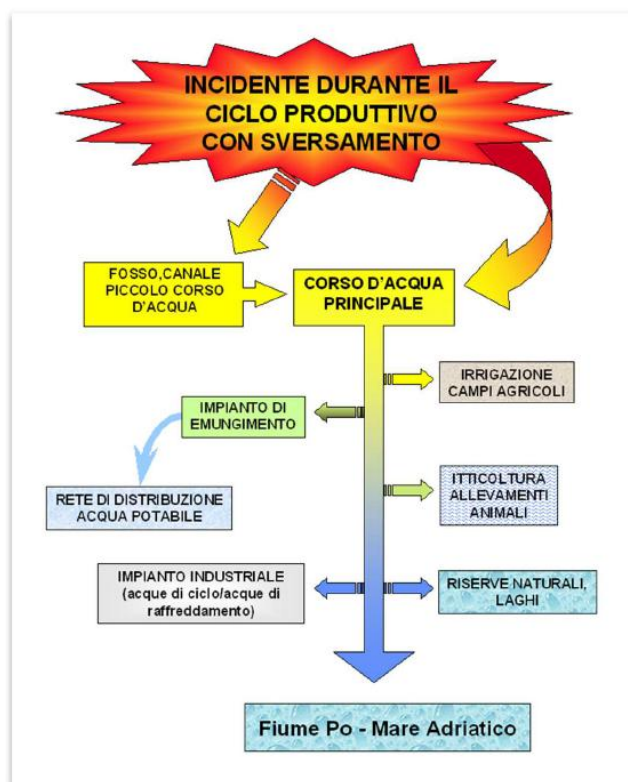 INCIDENTE DURANTE IL
CICLO PRODUTTIVO
CON SVERSAMENTO
FOSSO,CANALE
PICCOLO CORSO
D'ACQUA
CORSO D'ACQUA
PRINCIPALE
IRRIGAZIONE
CAMPI AGRICOLI
IMPIANTO DI
EMUNGIMENTO
RETE DI DISTRIBUZIONE
ACQUA POTABILE
ITTICOLTURA
ALLEVAMENTI
ANIMALI
IMPIANTO INDUSTRIALE
(acque di ciclo/acque di
raffreddamento)
RISERVE NATURALI,
LAGHI
Fiume Po - Mare Adriatico